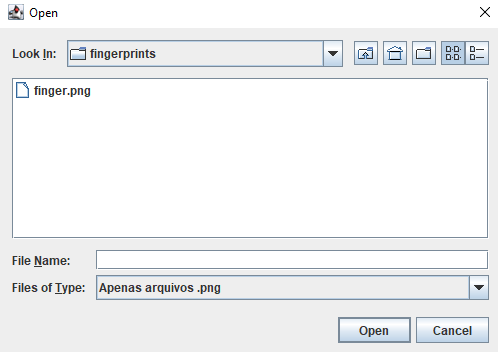 Open
Look In: fingerprints
finger.png
File Name:
Files of Type: Apenas arquivos .png
Open Cancel